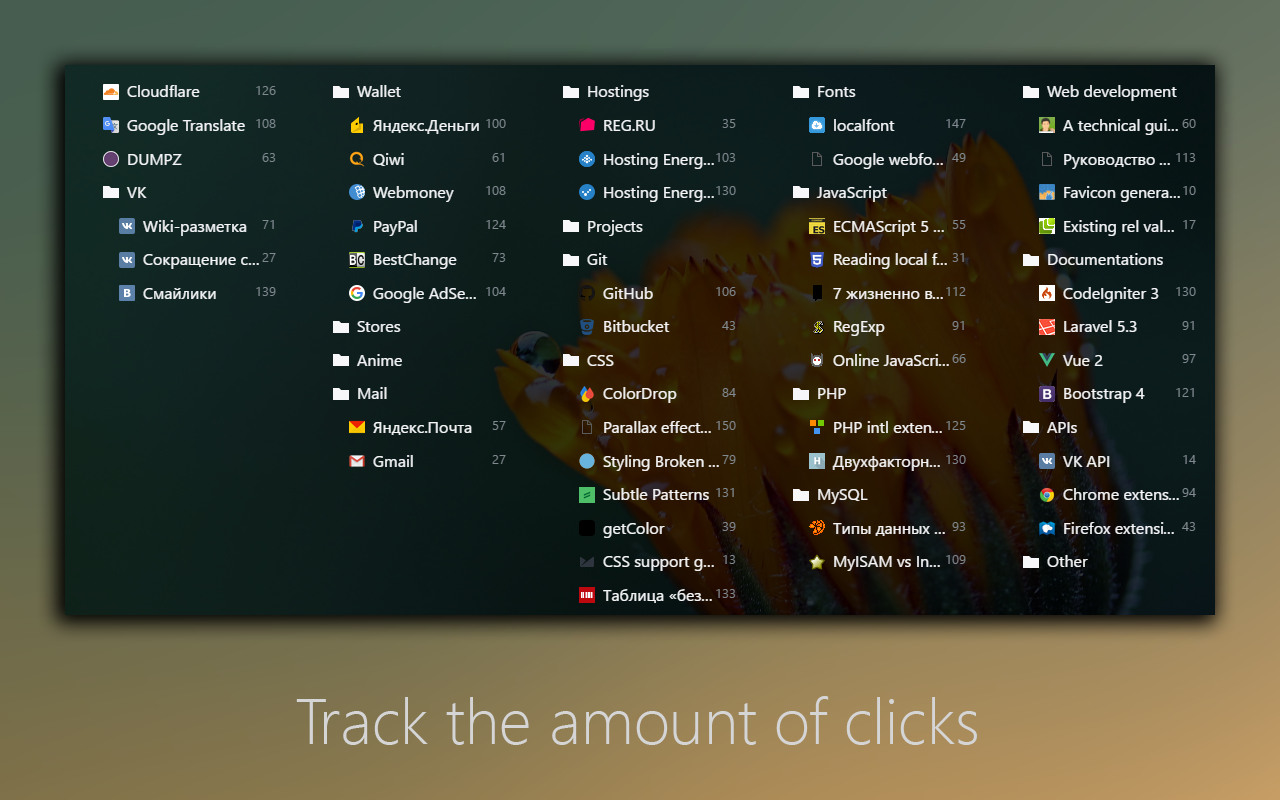 Cloudflare 126
Google Translate 108
DUMPZ 63
VK
Wiki-разметка 71
Сокращение с... 27
Смайлики 139
Wallet
Яндекс.Деньги 100
Qiwi 61
Webmoney 108
PayPal 124
BestChange 73
Google AdSe... 104
Stores
Anime
Mail
Яндекс.Почта 57
Gmail 27
Hostings
REG.RU 35
Hosting Energ... 103
Hosting Energ... 130
Projects
Git
GitHub 106
Bitbucket 43
CSS
ColorDrop 84
Parallax effect... 150
Styling Broken ... 79
Subtle Patterns 131
getColor 39
CSS support g... 13
Таблица «без... 133
Fonts
localfont 147
Google webfo... 49
JavaScript
ECMAScript 5 ... 55
Reading local f... 31
7 жизненно в... 112
RegExp 91
Online JavaScri... 66
PHP
PHP intl exten... 125
Двухфакторн... 130
MySQL
Типы данных ... 93
MyISAM vs In... 109
Web development
A technical gui... 60
Руководство ... 113
Favicon genera... 10
Existing rel val... 17
Documentations
CodeIgniter 3 130
Laravel 5.3 91
Vue 2 97
Bootstrap 4 121
APIs
VK API 14
Chrome extens... 94
Firefox extensi... 43
Other
Track the amount of clicks